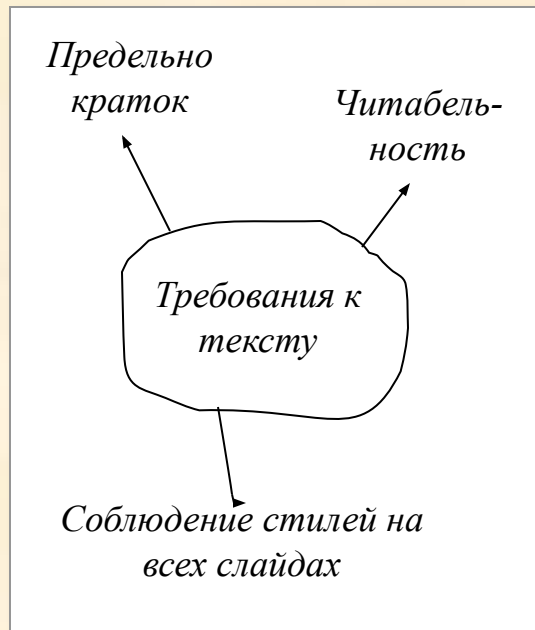 Предельно
краток
Читабель-
ность
Требования к
тексту
Соблюдение стилей на
всех слайдах